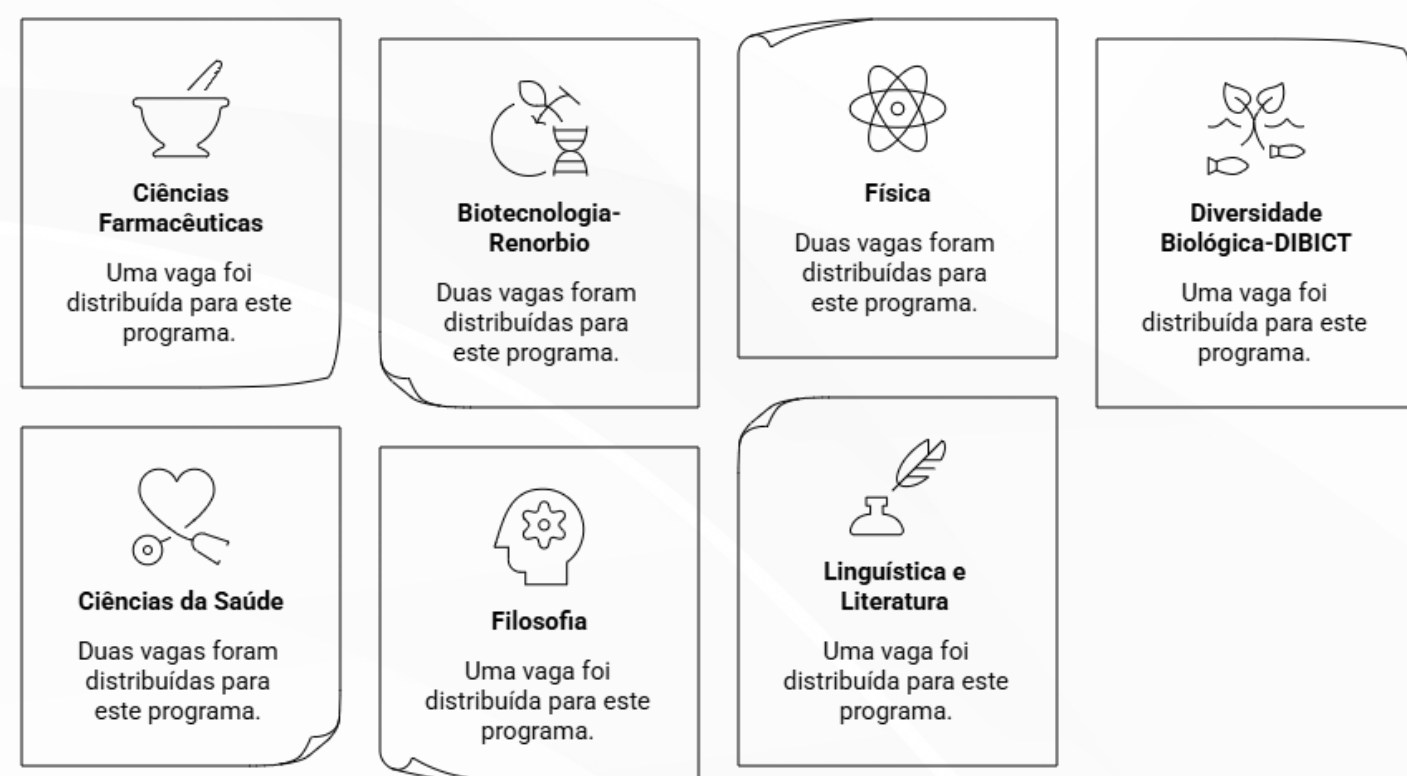 Ciências
Farmacêuticas
Uma vaga foi
distribuída para este
programa.
Biotecnologia-
Renorbio
Duas vagas foram
distribuídas para
este programa.
Física
Duas vagas foram
distribuídas para
este programa.
Diversidade
Biológica-DIBICT
Uma vaga foi
distribuída para este
programa.
Ciências da Saúde
Duas vagas foram
distribuídas para
este programa.
Filosofia
Uma vaga foi
distribuída para este
programa.
Linguística e
Literatura
Uma vaga foi
distribuída para este
programa.